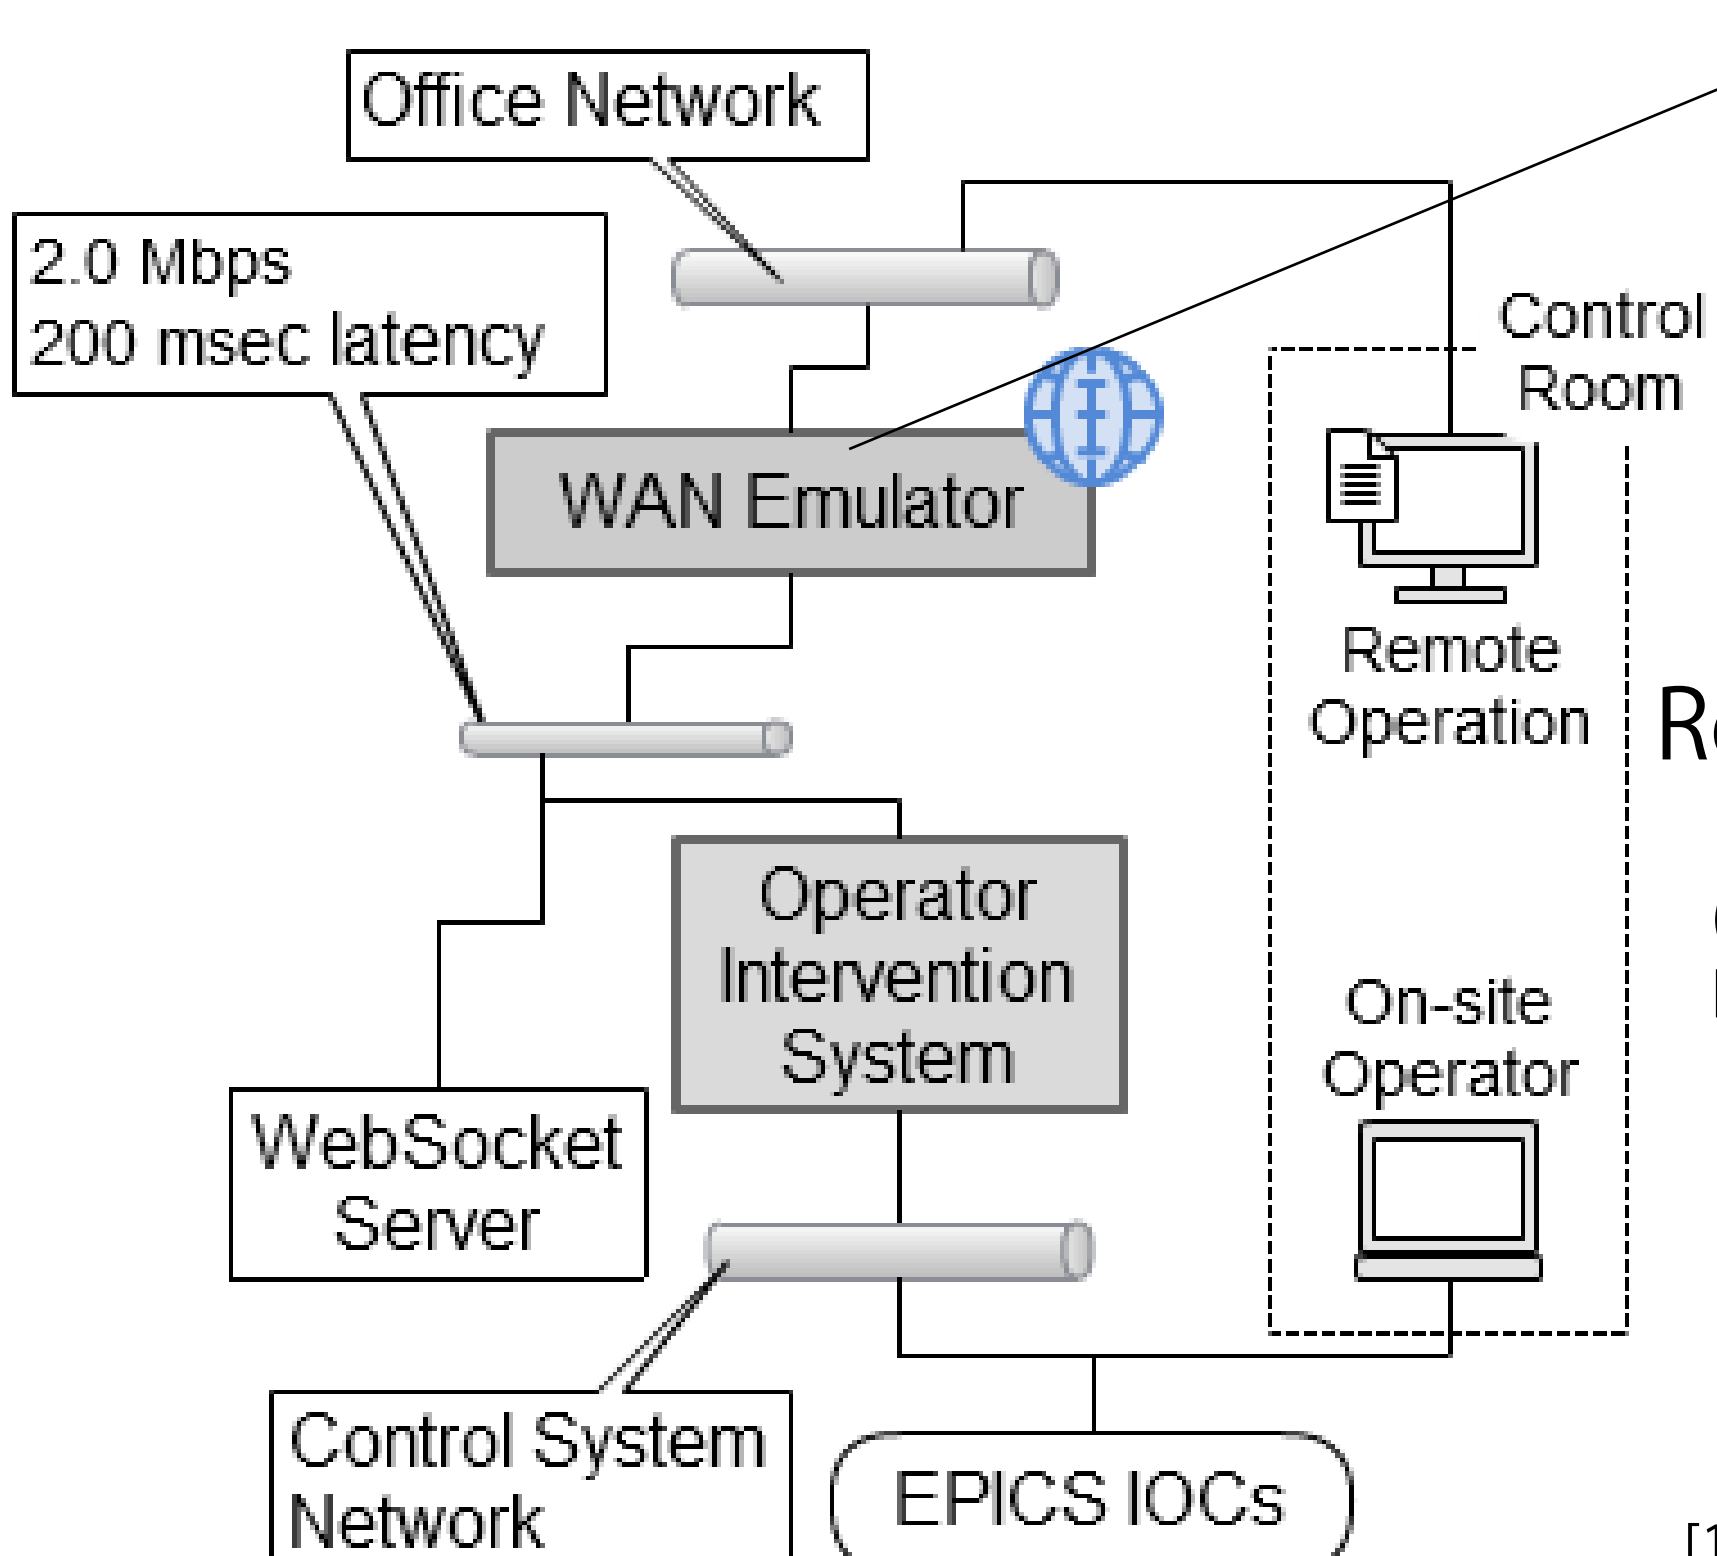 Office Network
2.0 Mbps
200 msec latency
Control
Room
WAN Emulator
Remote
Operation
Operator
Intervention
System
On-site
Operator
WebSocket
Server
Control System
Network
EPICS IOCs
[1